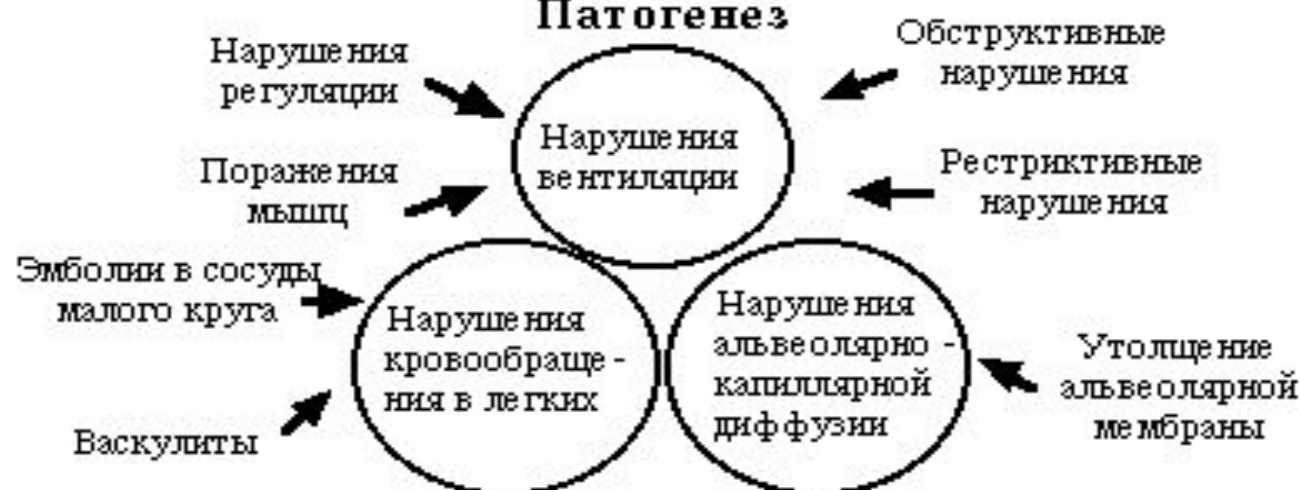 Патогенез
Нарушения
регуляции
Обструктивные
нарушения
Нарушения
вентиляции
Поражения
мышц
Рестриктивные
нарушения
Эмболии в сосуды
малого круга
Нарушения
кровообраще -
ния в легких
Нарушения
альвеолярно -
капиллярной
диффузии
Утолщение
альвеолярной
мембраны
Васкулиты